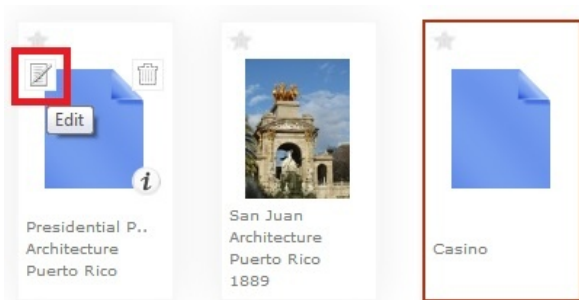 Edit
i
Presidential P..
Architecture
Puerto Rico
San Juan
Architecture
Puerto Rico
1889
Casino